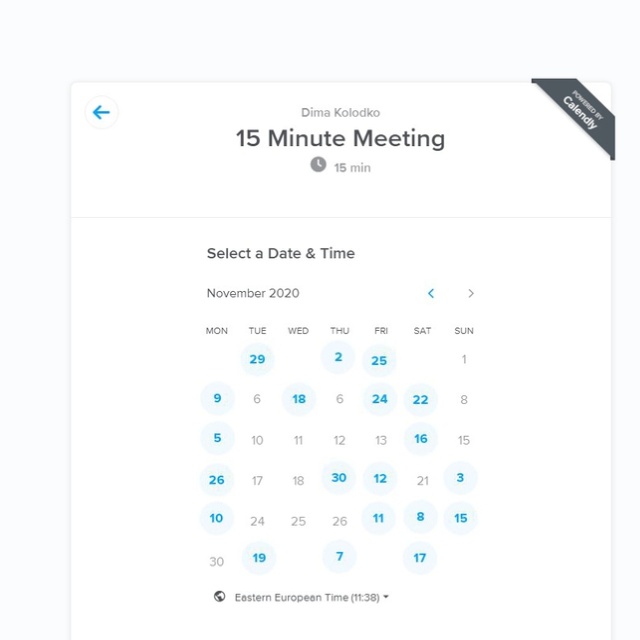 POWERED BY
Calendly
Dima Kolodko
15 Minute Meeting
15 min
Select a Date & Time
November 2020
MON TUE WED THU FRI SAT SUN
29 2 25 1
9 6 18 6 24 22 8
5 10 11 12 13 16 15
26 17 18 30 12 21 3
10 24 25 26 11 8 15
30 19 7 17
Eastern European Time (11:38)